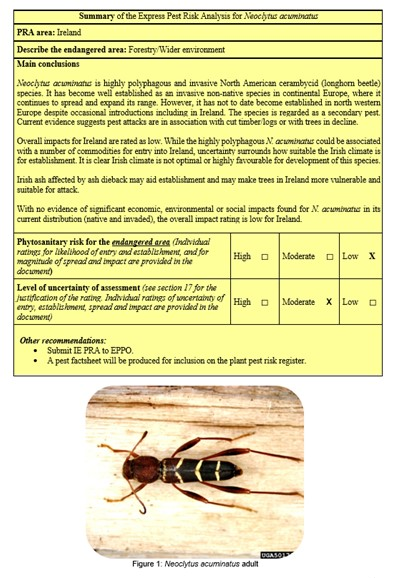 Summary of the Express Pest Risk Analysis for Neoclytus acuminatus
PRA area: Ireland
Describe the endangered area: Forestry/Wider environment
Main conclusions
Neoclytus acuminatus is highly polyphagous and invasive North American cerambycid (longhorn beetle)
species. It has become well established as an invasive non-native species in continental Europe, where it
continues to spread and expand its range. However, it has not to date become established in north western
Europe despite occasional introductions including in Ireland. The species is regarded as a secondary pest.
Current evidence suggests pest attacks are in association with cut timber/logs or with trees in decline.
Overall impacts for Ireland are rated as low. While the highly polyphagous N. acuminatus could be associated
with a number of commodities for entry into Ireland, uncertainty surrounds how suitable the Irish climate is
for establishment. It is clear Irish climate is not optimal or highly favourable for development of this species.
Irish ash affected by ash dieback may aid establishment and may make trees in Ireland more vulnerable and
suitable for attack.
With no evidence of significant economic, environmental or social impacts found for N. acuminatus in its
current distribution (native and invaded), the overall impact rating is low for Ireland.
Phytosanitary risk for the endangered area (Individual
ratings for likelihood of entry and establishment, and for
magnitude of spread and impact are provided in the
document)
High □ Moderate □ Low X
Level of uncertainty of assessment (see section 17 for the
justification of the rating. Individual ratings of uncertainty of
entry, establishment, spread and impact are provided in the
document)
High □ Moderate X Low □
Other recommendations:
• Submit IE PRA to EPPO.
• A pest factsheet will be produced for inclusion on the plant pest risk register.
Figure 1: Neoclytus acuminatus adult